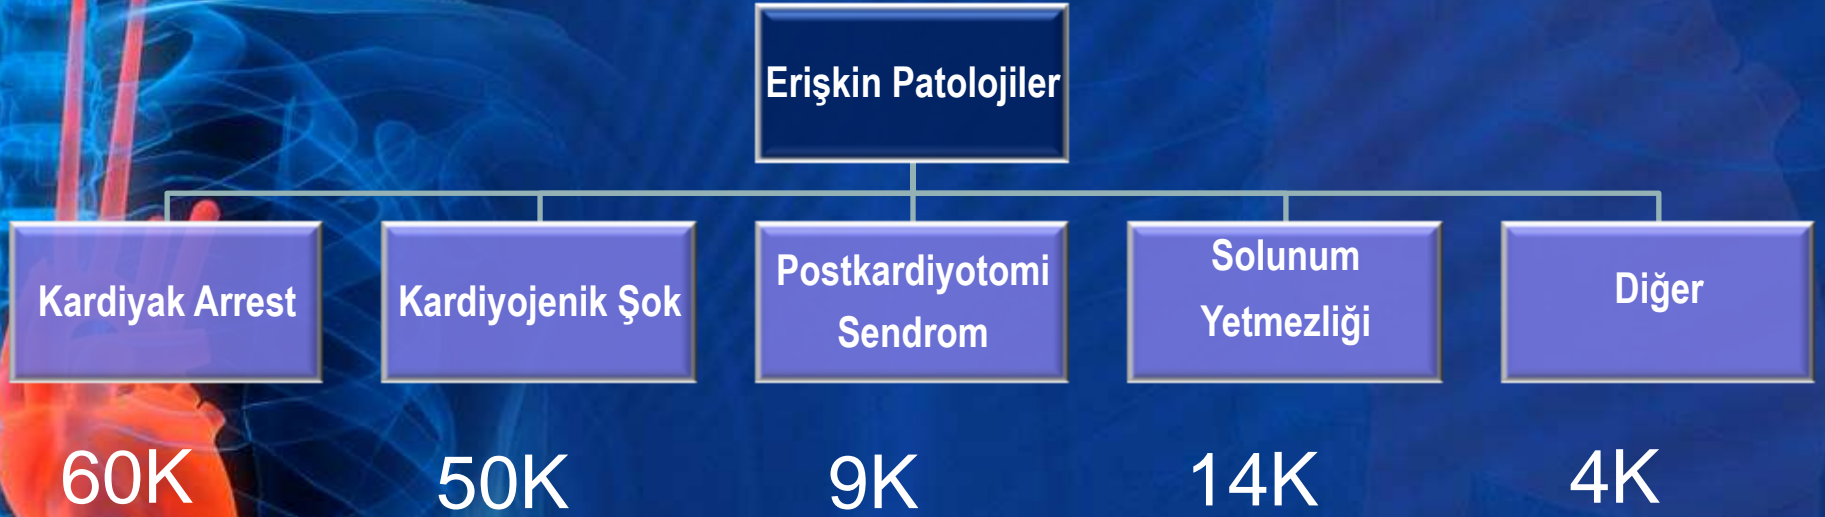 Erişkin Patolojiler
Kardiyak Arrest
Kardiyojenik Şok
Postkardiyotomi
Sendrom
Solunum
Yetmezliği
Diğer
60K
50K
9K
14K
4K